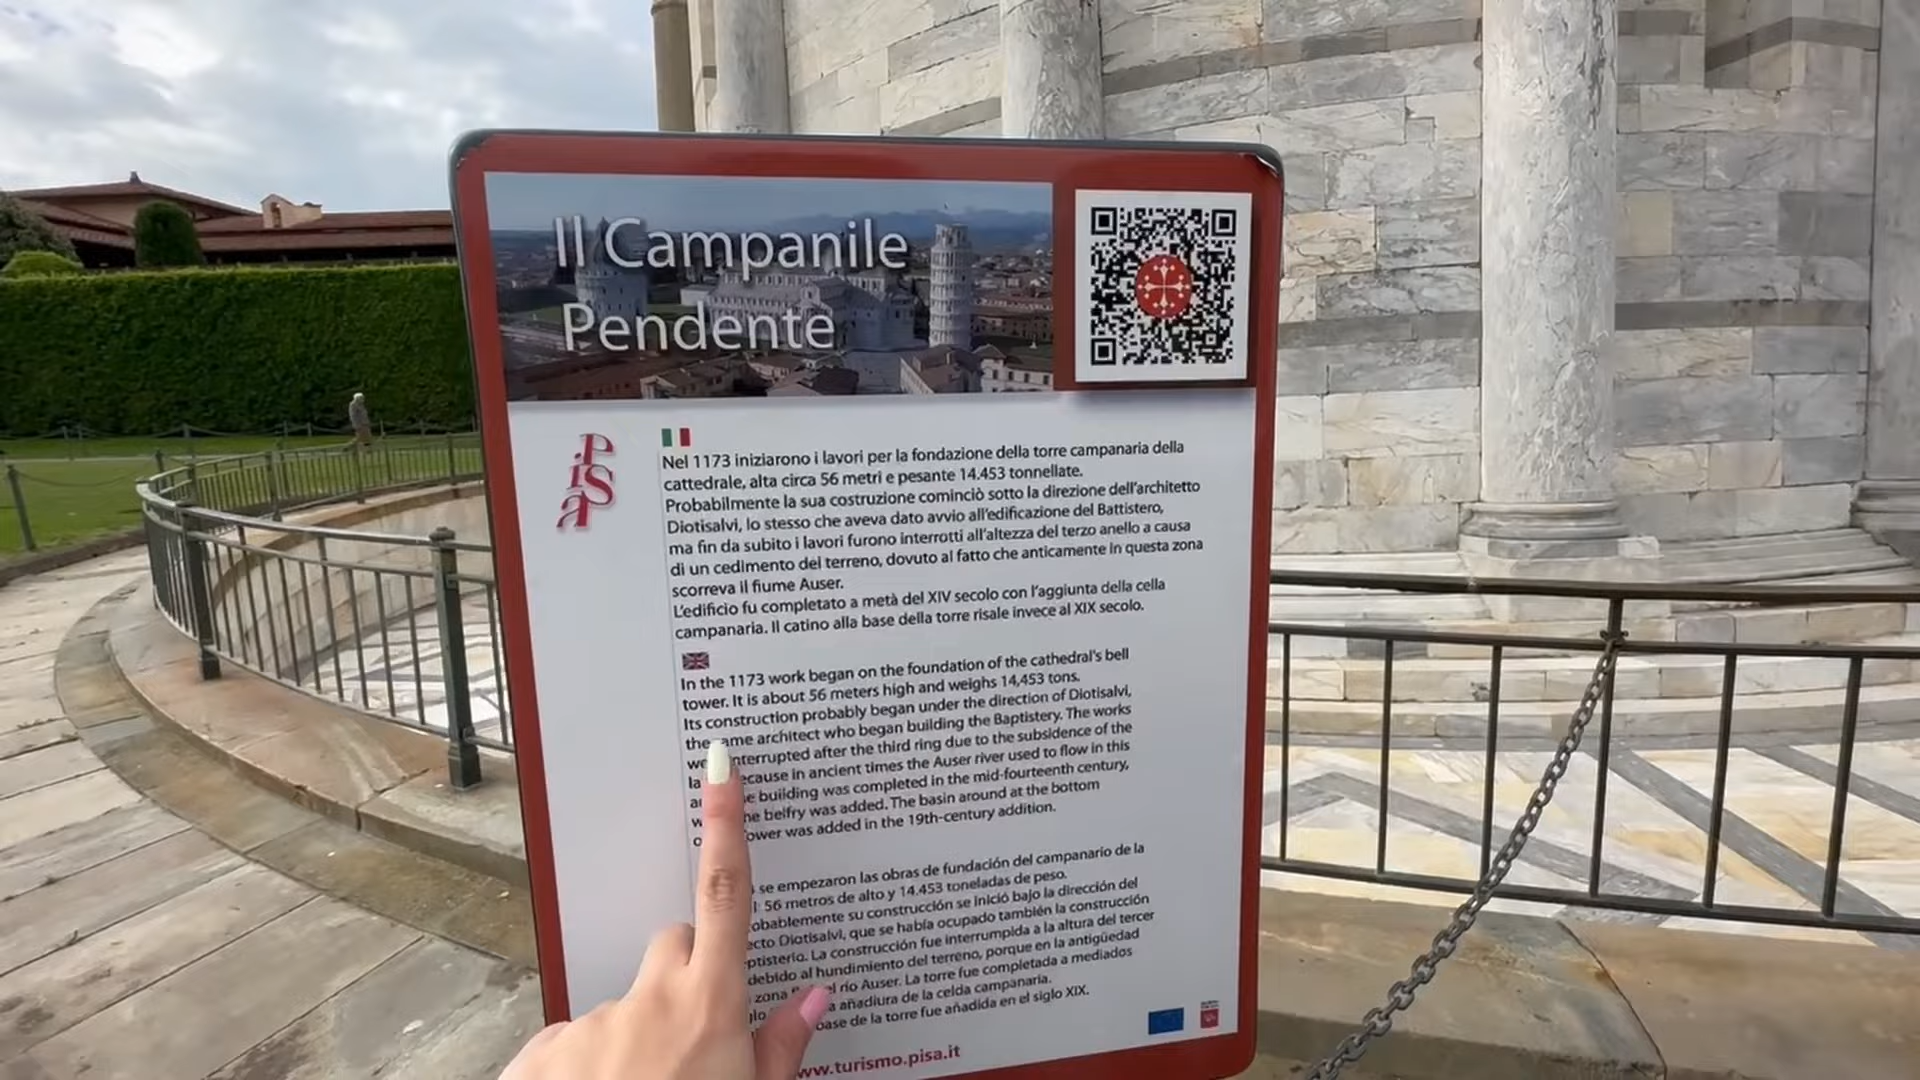 Il Campanile
Pendente
PiSa
Nel 1173 iniziarono i lavori per la fondazione della torre campanaria della
cattedrale, alta circa 56 metri e pesante 14.453 tonnellate.
Probabilmente la sua costruzione cominciò sotto la direzione dell'architetto
Diotisalvi, lo stesso che aveva dato avvio all'edificazione del Battistero,
ma fin da subito i lavori furono interrotti all'altezza del terzo anello a causa
di un cedimento del terreno, dovuto al fatto che anticamente in questa zona
scorreva il fiume Auser.
L'edificio fu completato a metà del XIV secolo con l'aggiunta della cella
campanaria. Il catino alla base della torre risale invece al XIX secolo.
In the 1173 work began on the foundation of the cathedral's bell
tower. It is about 56 meters high and weighs 14,453 tons.
Its construction probably began under the direction of Diotisalvi,
the same architect who began building the Baptistery. The works
interrupted after the third ring due to the subsidence of the
because in ancient times the Auser river used to flow in this
building was completed in the mid-fourteenth century,
the belfry was added. The basin around at the bottom
tower was added in the 19th-century addition.
se empezaron las obras de fundación del campanario de la
56 metros de alto y 14.453 toneladas de peso.
probablemente su construcción se inició bajo la dirección del
Diotisalvi, que se había ocupado también la construcción
La construcción fue interrumpida a la altura del tercer
debido al hundimiento del terreno, porque en la antigüedad
zona el río Auser. La torre fue completada a mediados
añadiura de la celda campanaria.
base de la torre fue añadida en el siglo XIX.
www.turismo.pisa.it